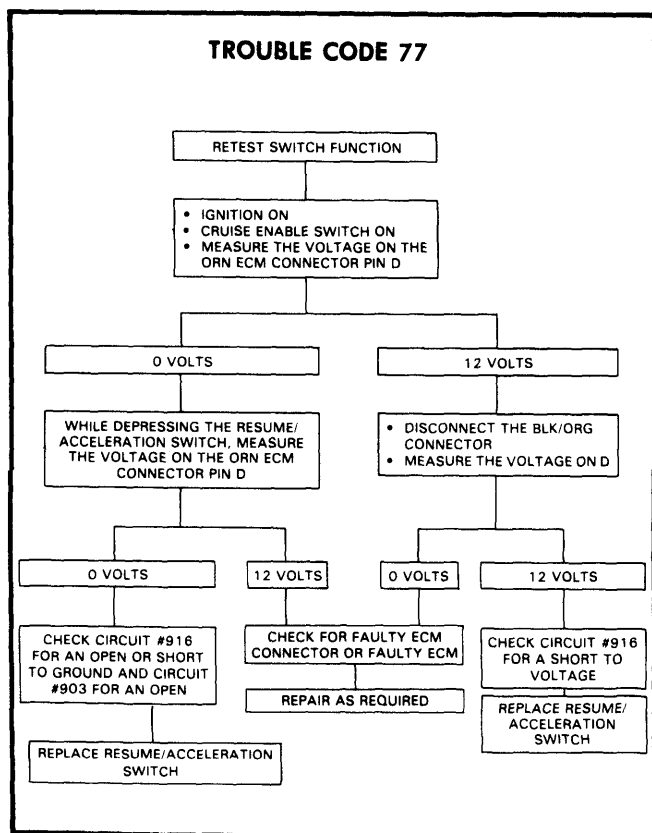 TROUBLE CODE 77
RETEST SWITCH FUNCTION
• IGNITION ON
• CRUISE ENABLE SWITCH ON
• MEASURE THE VOLTAGE ON THE
ORN ECM CONNECTOR PIN D
0 VOLTS
12 VOLTS
WHILE DEPRESSING THE RESUME/
ACCELERATION SWITCH, MEASURE
THE VOLTAGE ON THE ORN ECM
CONNECTOR PIN D
• DISCONNECT THE BLK/ORG
CONNECTOR
• MEASURE THE VOLTAGE ON D
0 VOLTS
12 VOLTS
0 VOLTS
12 VOLTS
CHECK CIRCUIT #916
FOR AN OPEN OR SHORT
TO GROUND AND CIRCUIT
#903 FOR AN OPEN
CHECK FOR FAULTY ECM
CONNECTOR OR FAULTY ECM
CHECK CIRCUIT #916
FOR A SHORT TO
VOLTAGE
REPAIR AS REQUIRED
REPLACE RESUME/
ACCELERATION
SWITCH
REPLACE RESUME/ACCELERATION
SWITCH